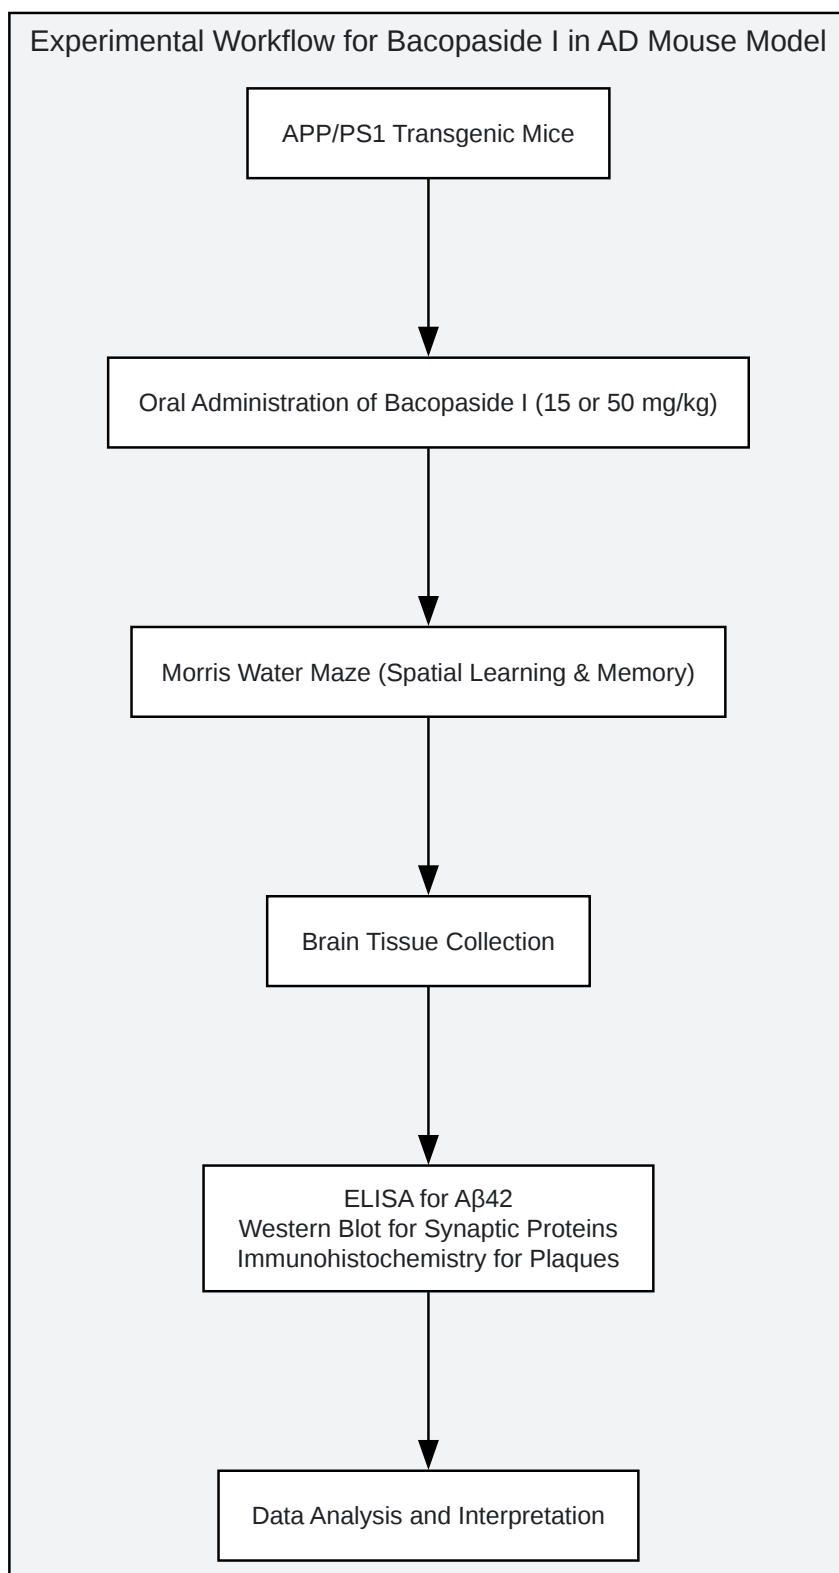 Experimental Workflow for Bacopaside I in AD Mouse Model
APP/PS1 Transgenic Mice
Oral Administration of Bacopaside I (15 or 50 mg/kg)
Morris Water Maze (Spatial Learning & Memory)
Brain Tissue Collection
ELISA for Aβ42
Western Blot for Synaptic Proteins
Immunohistochemistry for Plaques
Data Analysis and Interpretation